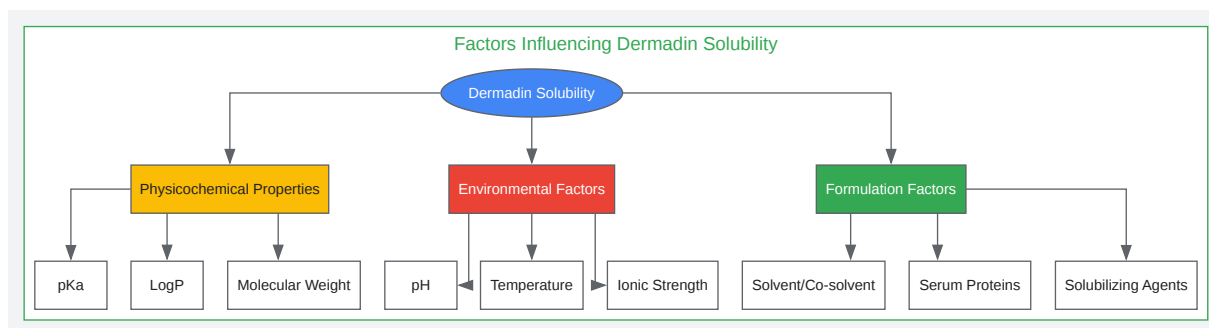 Factors Influencing Dermadin Solubility
Dermadin Solubility
Physicochemical Properties
Environmental Factors
Formulation Factors
pKa
LogP
Molecular Weight
pH
Temperature
Ionic Strength
Solvent/Co-solvent
Serum Proteins
Solubilizing Agents